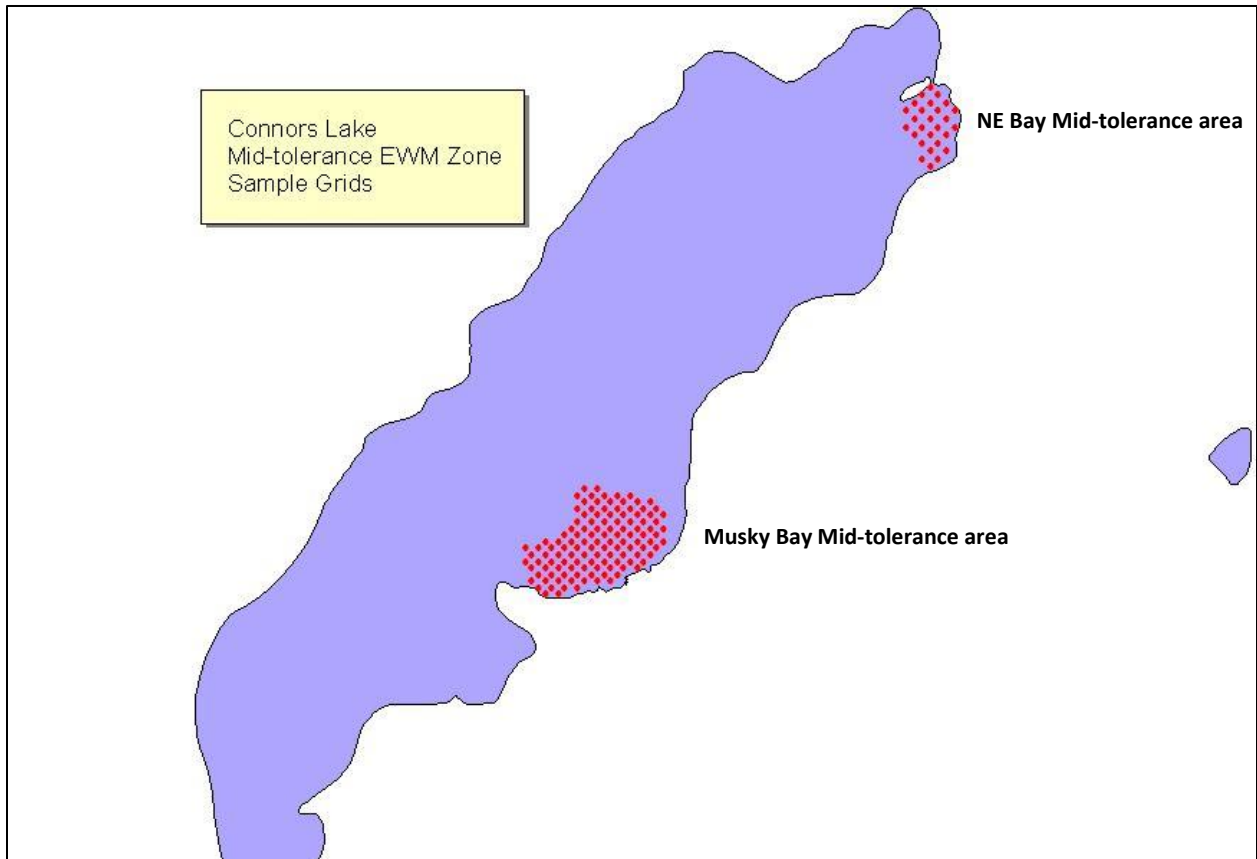 Connors Lake
Mid-tolerance EWM Zone
Sample Grids
NE Bay Mid-tolerance area
Musky Bay Mid-tolerance area